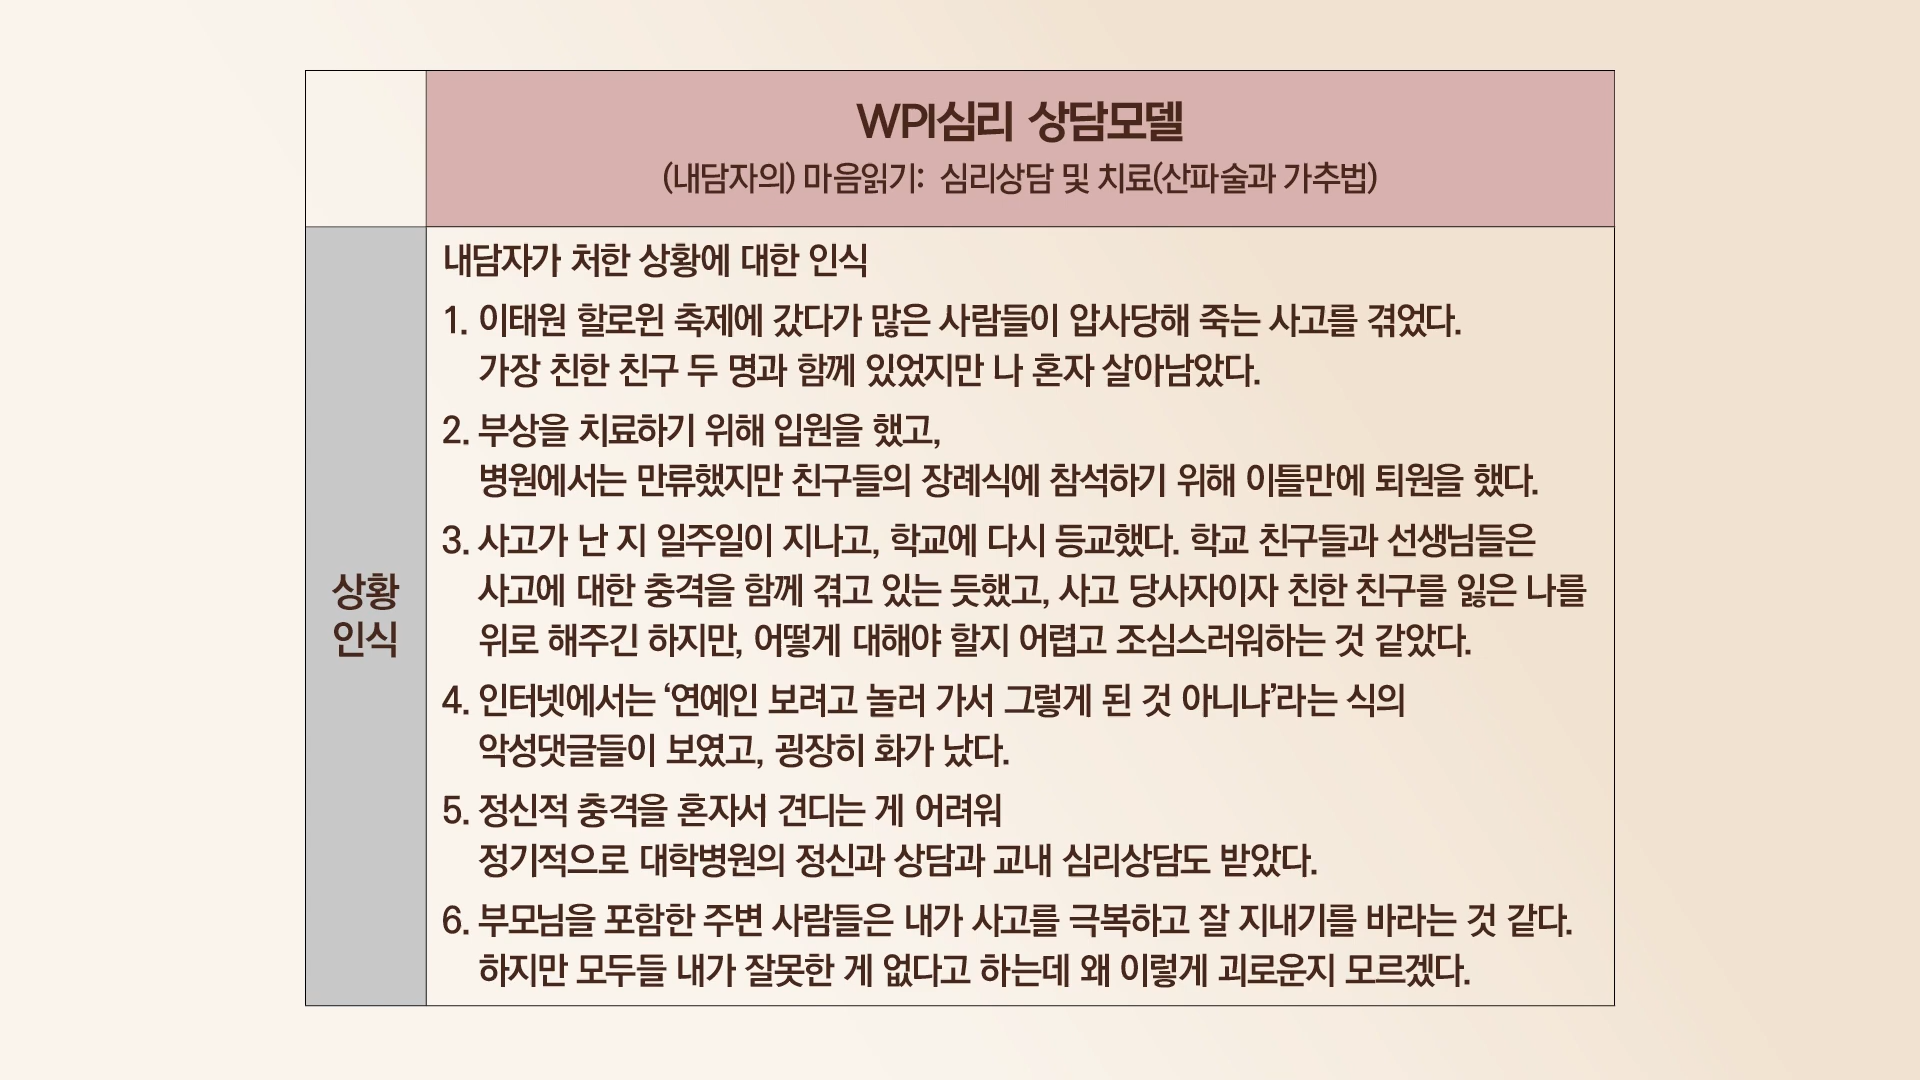 WPI심리 상담모델
(내담자의) 마음읽기: 심리상담 및 치료(산파술과 가추법)
상황
인식
내담자가 처한 상황에 대한 인식
1. 이태원 할로윈 축제에 갔다가 많은 사람들이 압사당해 죽는 사고를 겪었다.
가장 친한 친구 두 명과 함께 있었지만 나 혼자 살아남았다.
2. 부상을 치료하기 위해 입원을 했고,
병원에서는 만류했지만 친구들의 장례식에 참석하기 위해 이틀만에 퇴원을 했다.
3. 사고가 난 지 일주일이 지나고, 학교에 다시 등교했다. 학교 친구들과 선생님들은
사고에 대한 충격을 함께 겪고 있는 듯했고, 사고 당사자이자 친한 친구를 잃은 나를
위로 해주긴 하지만, 어떻게 대해야 할지 어렵고 조심스러워하는 것 같았다.
4. 인터넷에서는 ‘연예인 보려고 놀러 가서 그렇게 된 것 아니냐’라는 식의
악성댓글들이 보였고, 굉장히 화가 났다.
5. 정신적 충격을 혼자서 견디는 게 어려워
정기적으로 대학병원의 정신과 상담과 교내 심리상담도 받았다.
6. 부모님을 포함한 주변 사람들은 내가 사고를 극복하고 잘 지내기를 바라는 것 같다.
하지만 모두들 내가 잘못한 게 없다고 하는데 왜 이렇게 괴로운지 모르겠다.